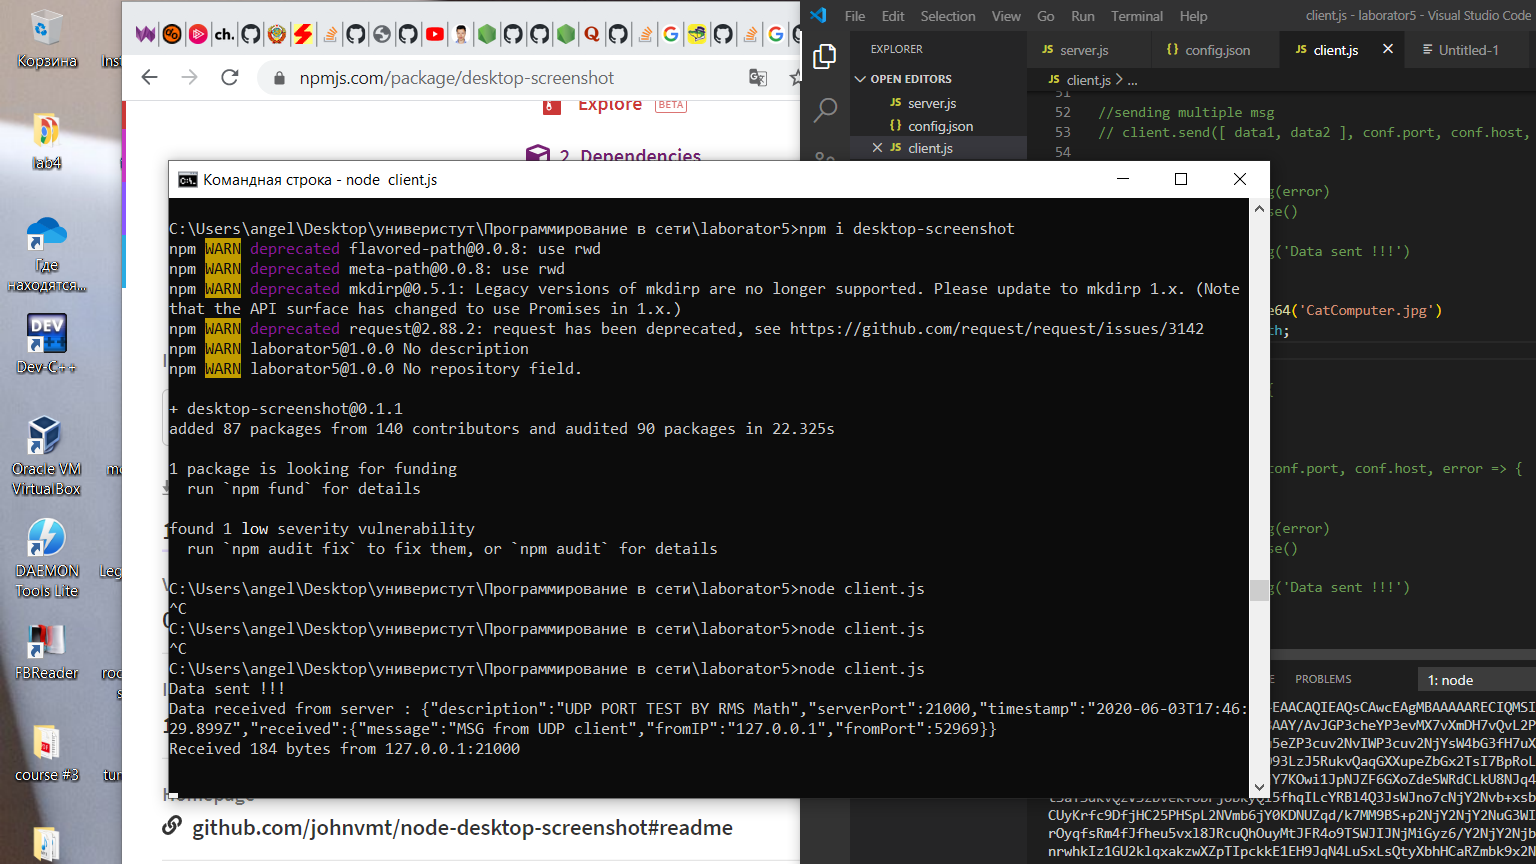 Корзина
lab4
Где
находятся...
Dev-C++
Oracle VM
VirtualBox
DAEMON
Tools Lite
FBReader
course #3
ch.
npmjs.com/package/desktop-screenshot
Explore BETA
2 Dependencies
Командная строка - node  client.js
C:\Users\angel\Desktop\универистут\Программирование в сети\laborator5>npm i desktop-screenshot
npm WARN deprecated flavored-path@0.0.8: use rwd
npm WARN deprecated meta-path@0.0.8: use rwd
npm WARN deprecated mkdirp@0.5.1: Legacy versions of mkdirp are no longer supported. Please update to mkdirp 1.x. (Note
that the API surface has changed to use Promises in 1.x.)
npm WARN deprecated request@2.88.2: request has been deprecated, see https://github.com/request/request/issues/3142
npm WARN laborator5@1.0.0 No description
npm WARN laborator5@1.0.0 No repository field.
+ desktop-screenshot@0.1.1
added 87 packages from 140 contributors and audited 90 packages in 22.325s
1 package is looking for funding
run `npm fund` for details
found 1 low severity vulnerability
run `npm audit fix` to fix them, or `npm audit` for details
C:\Users\angel\Desktop\универистут\Программирование в сети\laborator5>node client.js
^C
C:\Users\angel\Desktop\универистут\Программирование в сети\laborator5>node client.js
^C
C:\Users\angel\Desktop\универистут\Программирование в сети\laborator5>node client.js
Data sent !!!
Data received from server : {"description":"UDP PORT TEST BY RMS Math","serverPort":21000,"timestamp":"2020-06-03T17:46:
29.899Z","received":{"message":"MSG from UDP client","fromIP":"127.0.0.1","fromPort":52969}}
Received 184 bytes from 127.0.0.1:21000
Homepage
github.com/johnvmt/node-desktop-screenshot#readme
File Edit Selection View Go Run Terminal Help
client.js - laborator5 - Visual Studio Code
EXPLORER
OPEN EDITORS
JS server.js
{} config.json
JS client.js
JS server.js {} config.json JS client.js Untitled-1
JS client.js > ...
51
52 //sending multiple msg
53 // client.send([ data1, data2 ], conf.port, conf.host,
54
g(error)
se()
g('Data sent !!!')
e64('CatComputer.jpg')
th;
{
conf.port, conf.host, error => {
g(error)
se()
g('Data sent !!!')
E PROBLEMS 1: node